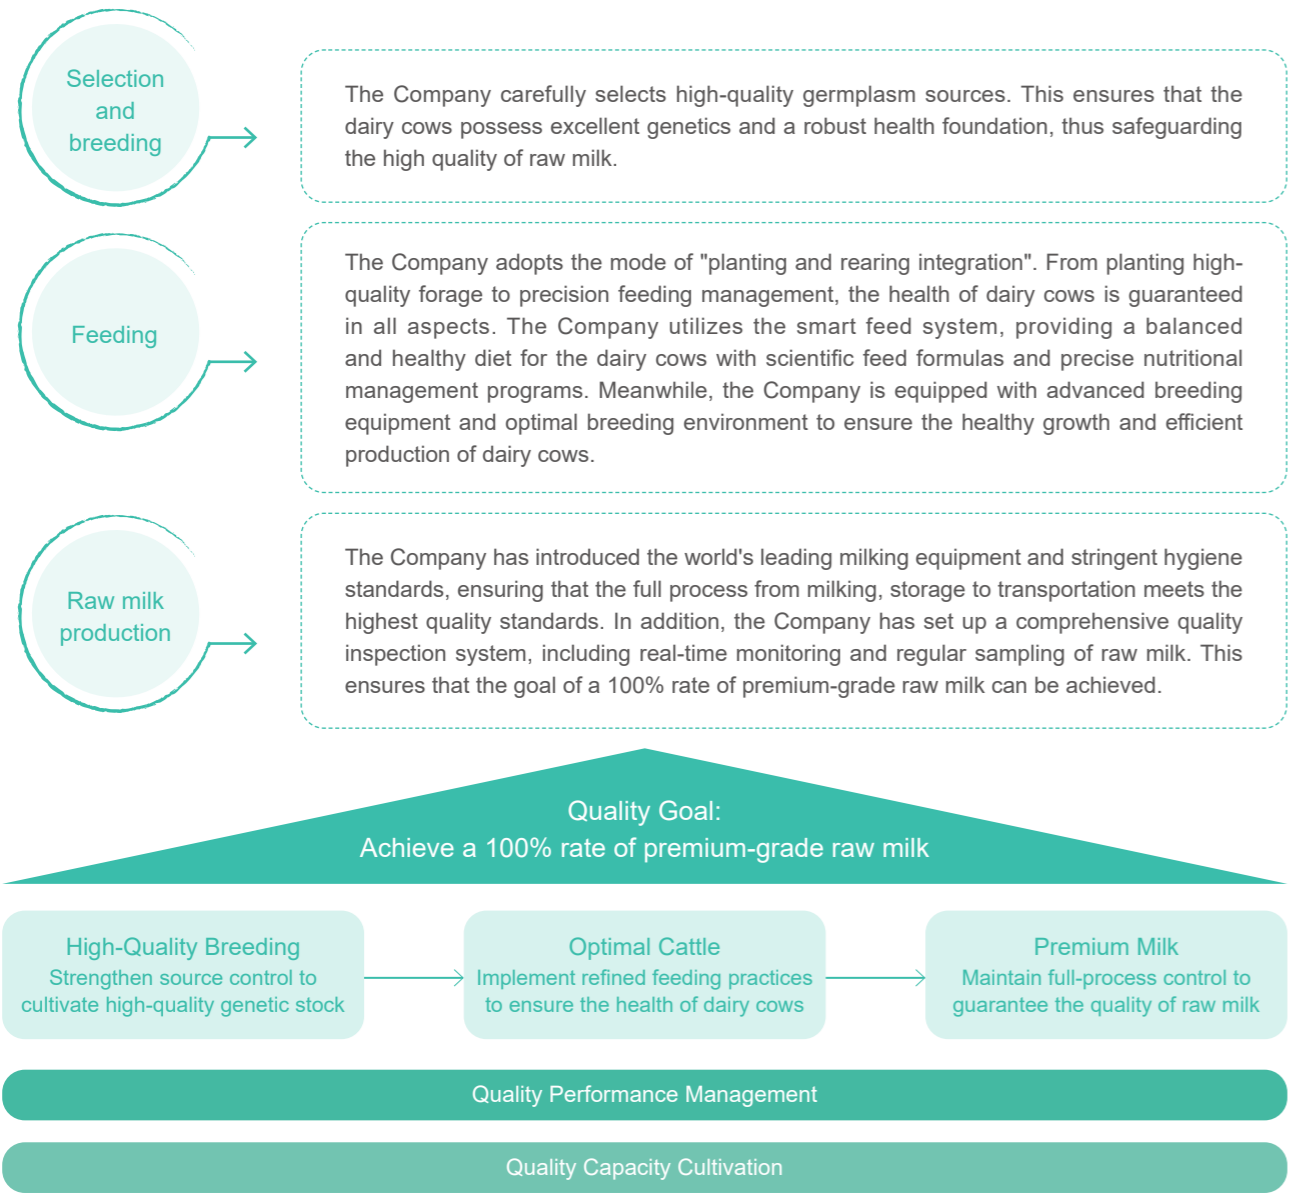 Selection
and
breeding
The Company carefully selects high-quality germplasm sources. This ensures that the
dairy cows possess excellent genetics and a robust health foundation, thus safeguarding
the high quality of raw milk.
Feeding
The Company adopts the mode of "planting and rearing integration". From planting high-
quality forage to precision feeding management, the health of dairy cows is guaranteed
in all aspects. The Company utilizes the smart feed system, providing a balanced
and healthy diet for the dairy cows with scientific feed formulas and precise nutritional
management programs. Meanwhile, the Company is equipped with advanced breeding
equipment and optimal breeding environment to ensure the healthy growth and efficient
production of dairy cows.
Raw milk
production
The Company has introduced the world's leading milking equipment and stringent hygiene
standards, ensuring that the full process from milking, storage to transportation meets the
highest quality standards. In addition, the Company has set up a comprehensive quality
inspection system, including real-time monitoring and regular sampling of raw milk. This
ensures that the goal of a 100% rate of premium-grade raw milk can be achieved.
Quality Goal:
Achieve a 100% rate of premium-grade raw milk
High-Quality Breeding
Strengthen source control to
cultivate high-quality genetic stock
Optimal Cattle
Implement refined feeding practices
to ensure the health of dairy cows
Premium Milk
Maintain full-process control to
guarantee the quality of raw milk
Quality Performance Management
Quality Capacity Cultivation